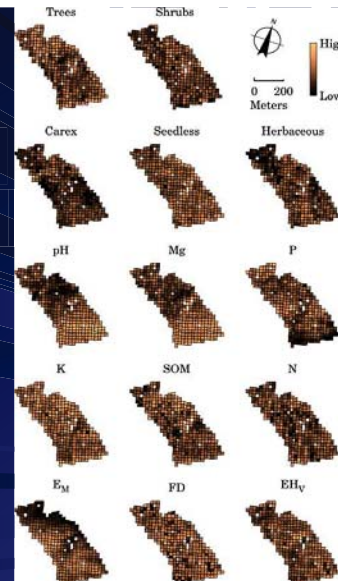 Trees Shrubs N
High
0 200
Meters Low
Carex Seedless Herbaceous
pH Mg P
K SOM N
EM FD EHV